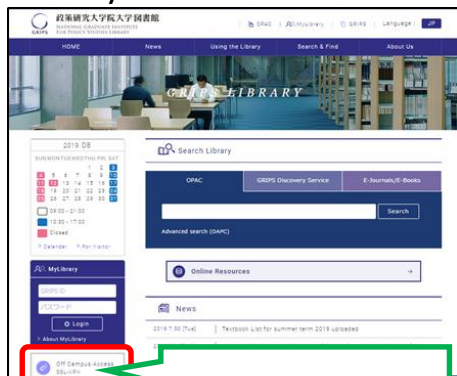 政策研究大学院大学図書館
NATIONAL GRADUATE INSTITUTE
FOR POLICY STUDIES LIBRARY
GRIPS
MyLibrary
GRIPS
Language
JP
HOME
News
Using the Library
Search & Find
About Us
GRIPS LIBRARY
2019.08
SUN MON TUE WED THU FRI SAT
1 2 3
4 5 6 7 8 9 10
11 12 13 14 15 16 17
18 19 20 21 22 23 24
25 26 27 28 29 30 31
09:00 - 21:30
10:30 - 17:00
Closed
Calendar
For Visitor
Search Library
OPAC
GRIPS Discovery Service
E-Journals/E-Books
Search
Advanced search (OPAC)
Online Resources
MyLibrary
GRIPS ID
パスワード
Login
About MyLibrary
News
2019.7.30 [Tue]
Textbook List for summer term 2019 uploaded
Off Campus Access
SSL-VPN